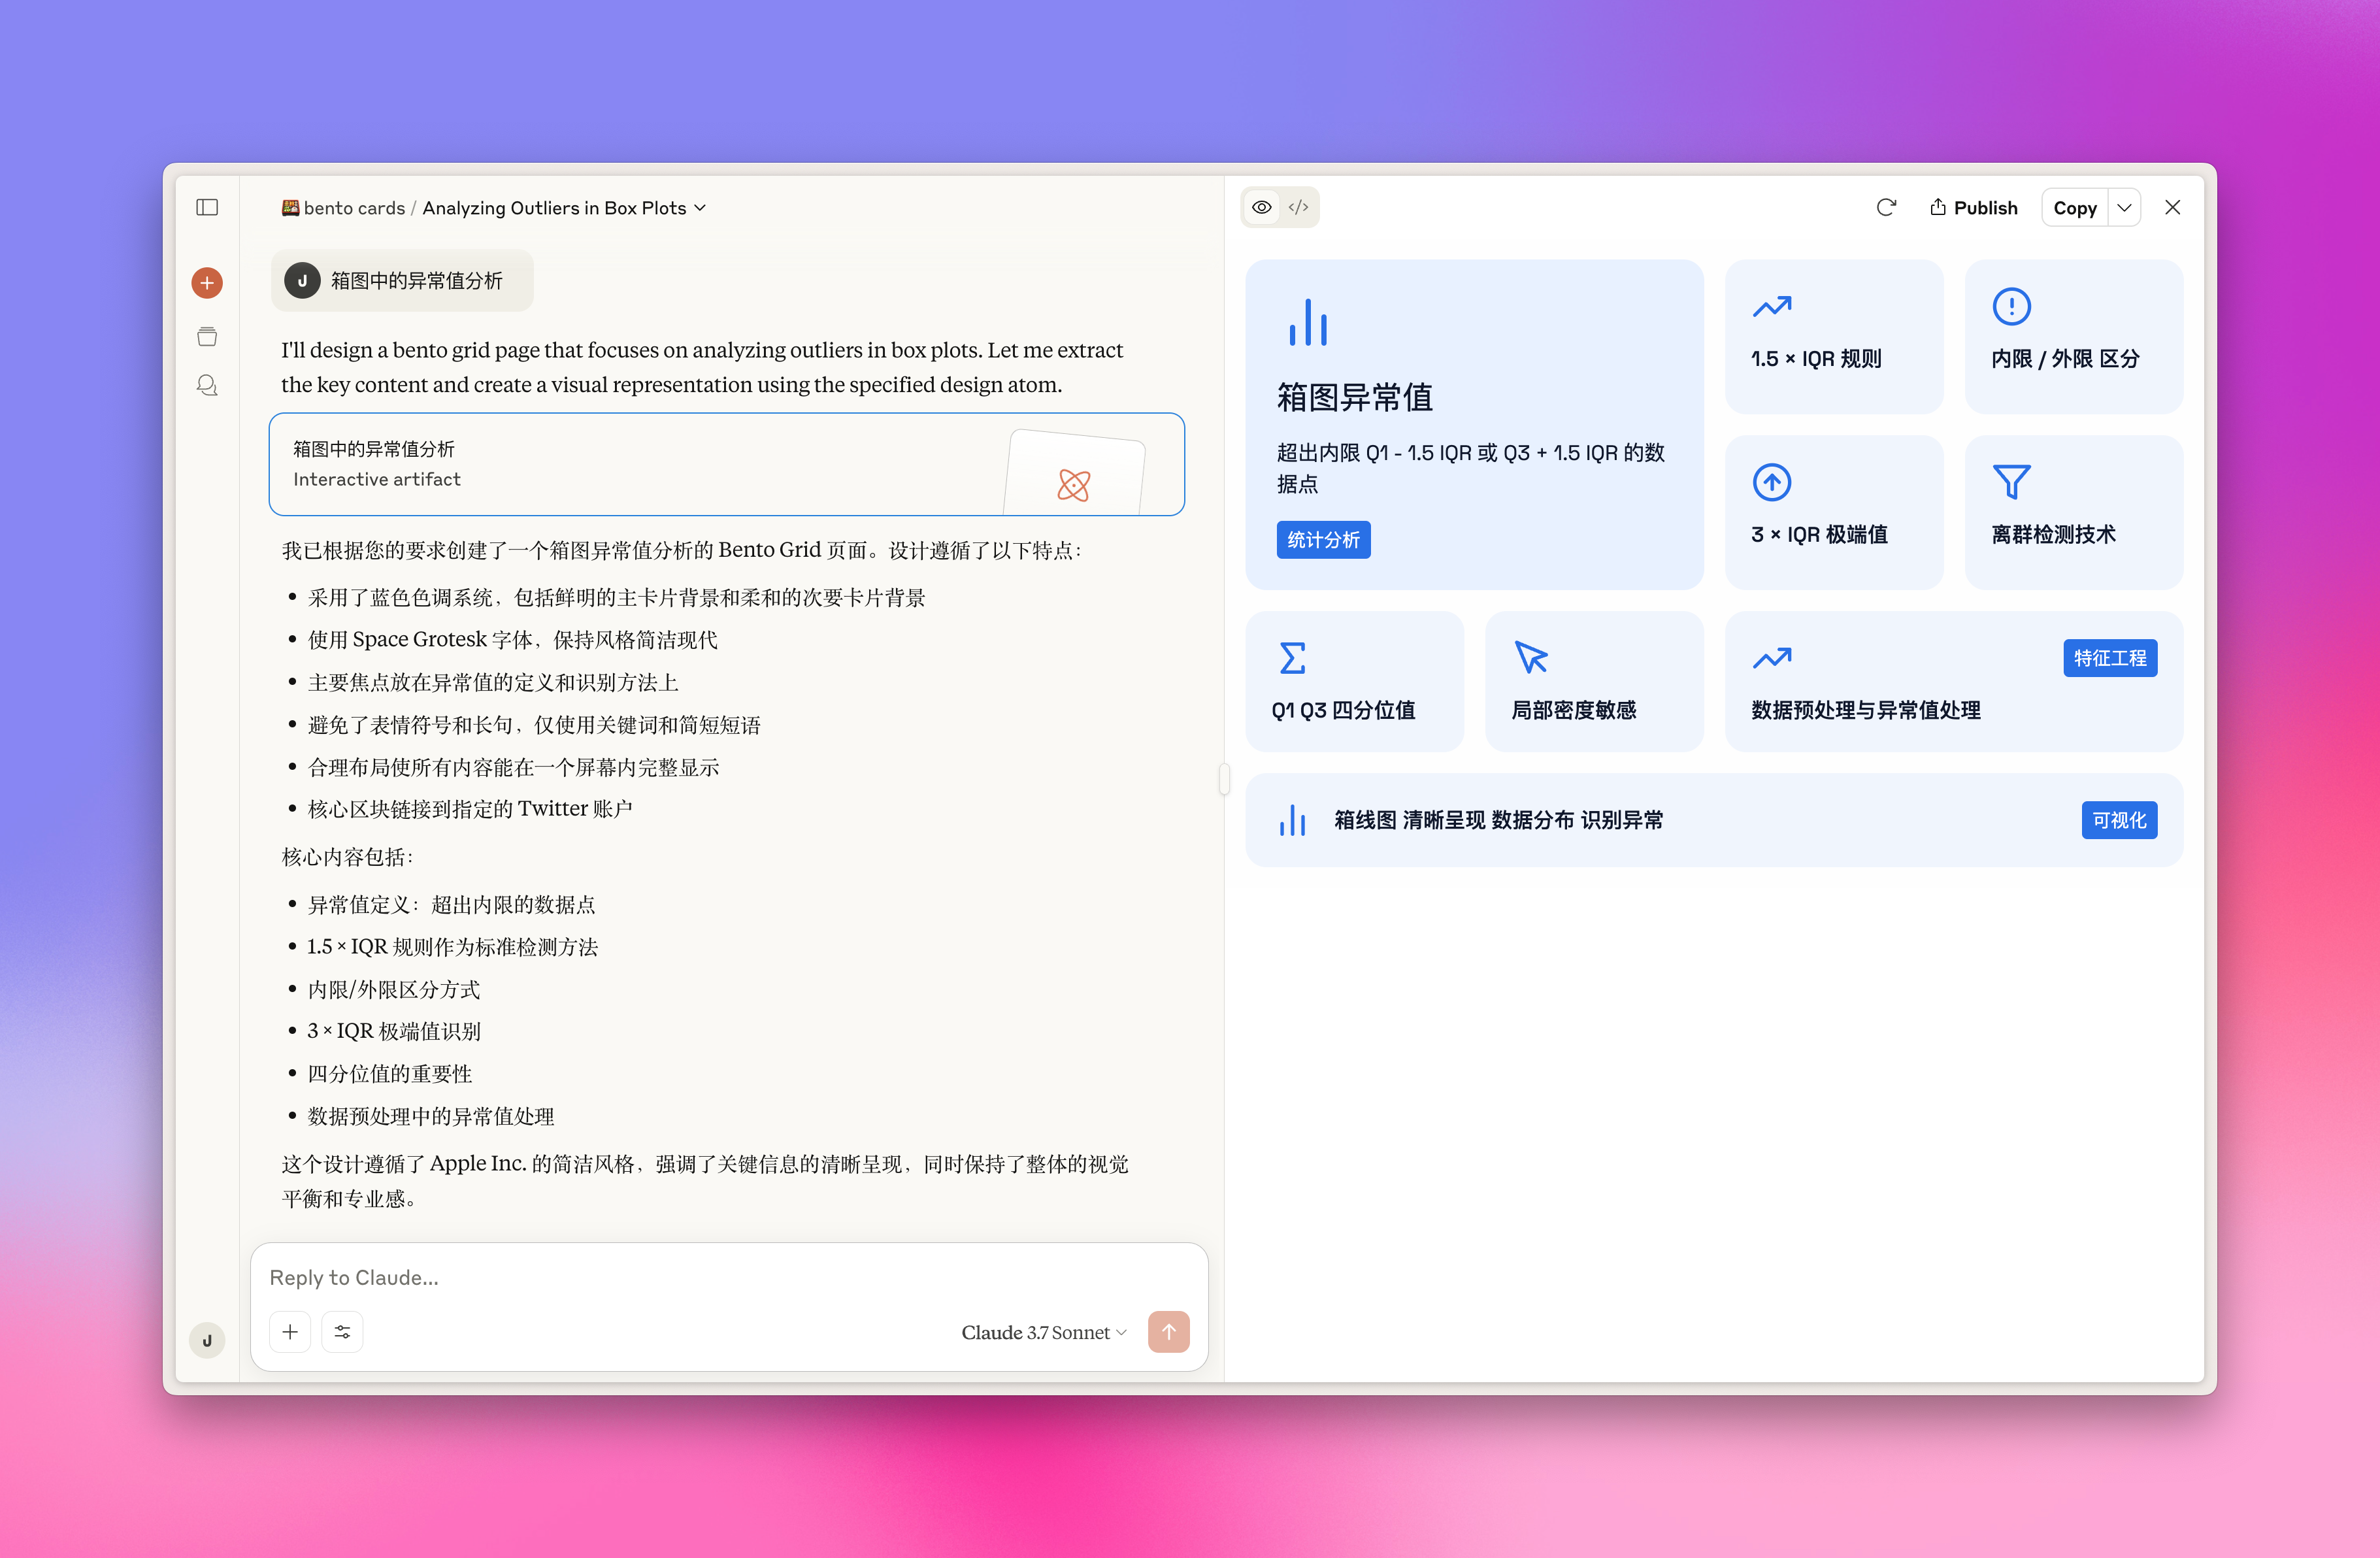 bento cards / Analyzing Outliers in Box Plots
J
箱图中的异常值分析
I'll design a bento grid page that focuses on analyzing outliers in box plots. Let me extract
the key content and create a visual representation using the specified design atom.
箱图中的异常值分析
Interactive artifact
我已根据您的要求创建了一个箱图异常值分析的 Bento Grid 页面。设计遵循了以下特点：
• 采用了蓝色色调系统，包括鲜明的主卡片背景和柔和的次要卡片背景
• 使用 Space Grotesk 字体，保持风格简洁现代
• 主要焦点放在异常值的定义和识别方法上
• 避免了表情符号和长句，仅使用关键词和简短短语
• 合理布局使所有内容能在一个屏幕内完整显示
• 核心区块链接到指定的 Twitter 账户
核心内容包括：
• 异常值定义：超出内限的数据点
• 1.5 × IQR 规则作为标准检测方法
• 内限/外限区分方式
• 3 × IQR 极端值识别
• 四分位值的重要性
• 数据预处理中的异常值处理
这个设计遵循了 Apple Inc. 的简洁风格，强调了关键信息的清晰呈现，同时保持了整体的视觉
平衡和专业感。
Reply to Claude...
Claude 3.7 Sonnet
J
Publish
Copy
箱图异常值
超出内限 Q1 - 1.5 IQR 或 Q3 + 1.5 IQR 的数
据点
统计分析
1.5 × IQR 规则
内限 / 外限 区分
3 × IQR 极端值
离群检测技术
Q1 Q3 四分位值
局部密度敏感
特征工程
数据预处理与异常值处理
箱线图 清晰呈现 数据分布 识别异常
可视化